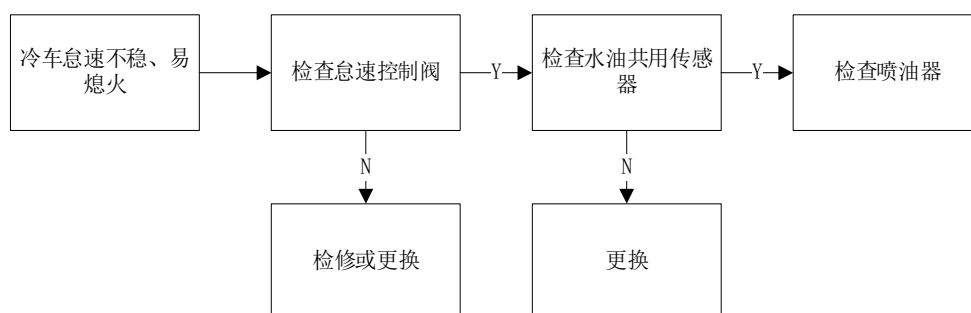 冷车怠速不稳、易
熄火
检查怠速控制阀
Y
检查水油共用传感
器
Y
检查喷油器
N
N
检修或更换
更换